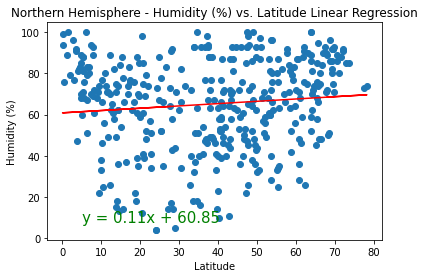 Northern Hemisphere - Humidity (%) vs. Latitude Linear Regression
100
80
60
40
20
0
Humidity (%)
y = 0.11x + 60.85
0 10 20 30 40 50 60 70 80
Latitude